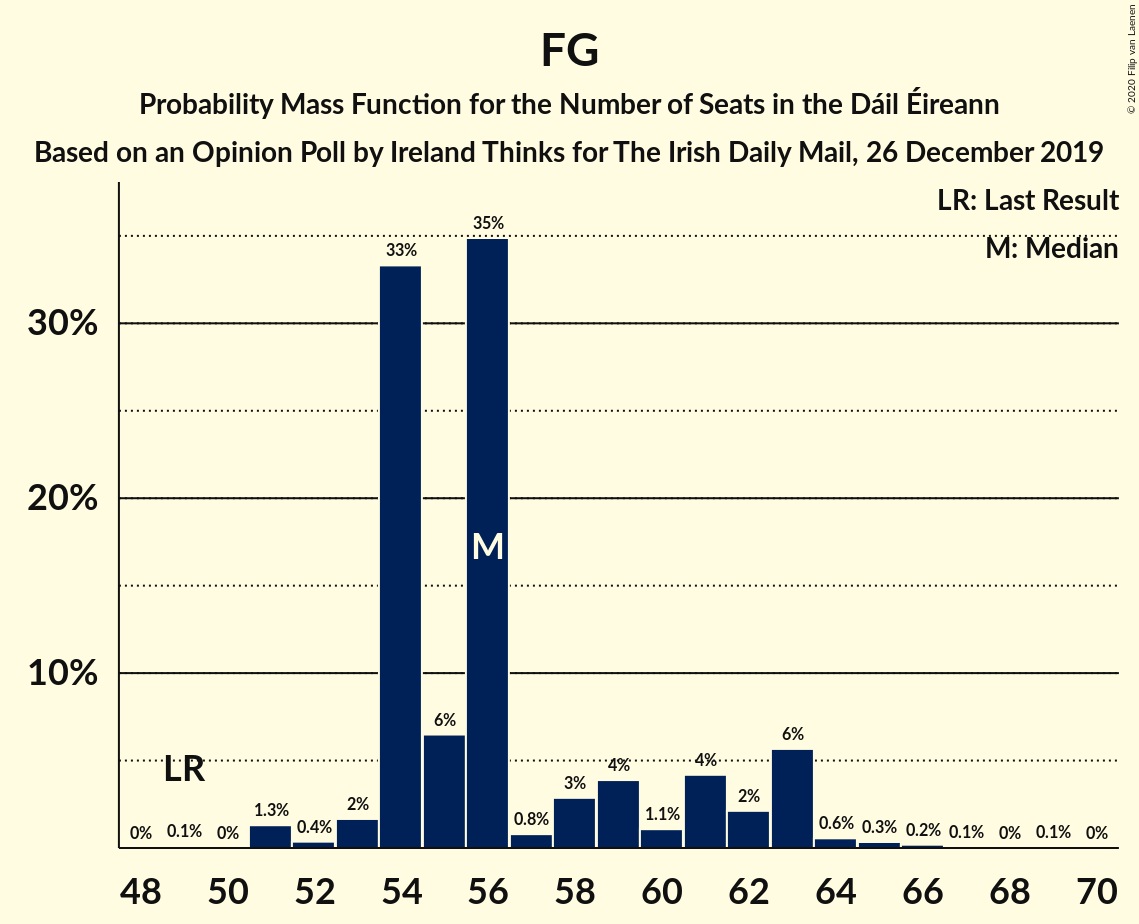 FG
Probability Mass Function for the Number of Seats in the Dáil Éireann
Based on an Opinion Poll by Ireland Thinks for The Irish Daily Mail, 26 December 2019
© 2020 Filip van Laenen
LR: Last Result
M: Median
30%
20%
10%
LR
M
0%
0.1%
0%
1.3%
0.4%
2%
33%
6%
35%
0.8%
3%
4%
1.1%
4%
2%
6%
0.6%
0.3%
0.2%
0.1%
0%
0.1%
0%
48 50 52 54 56 58 60 62 64 66 68 70